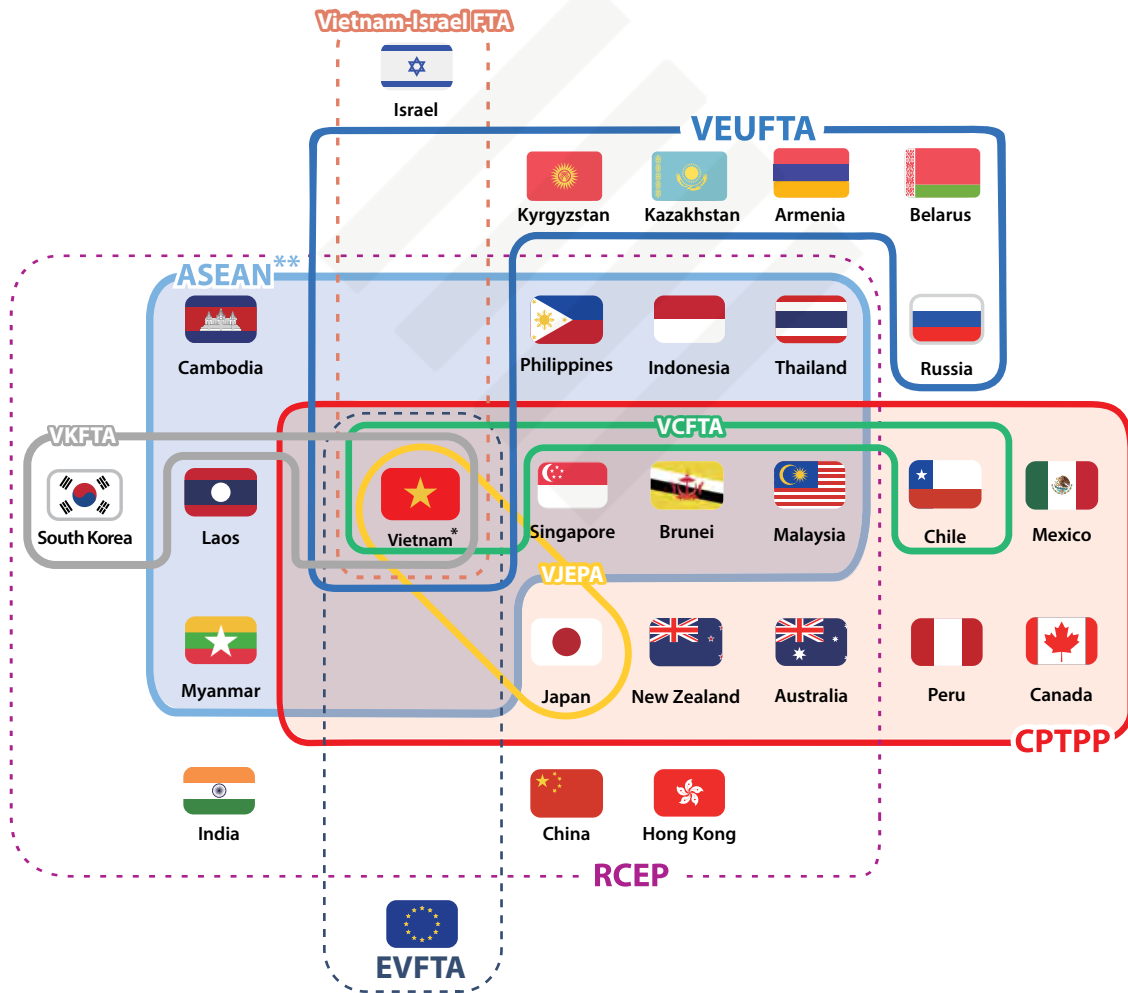 Vietnam-Israel FTA
Israel
VEUFTA
Kyrgyzstan
Kazakhstan
Armenia
Belarus
ASEAN**
Cambodia
Philippines
Indonesia
Thailand
Russia
VKFTA
VCFTA
South Korea
Laos
Vietnam*
Singapore
Brunei
Malaysia
Chile
Mexico
VJEPA
Myanmar
Japan
New Zealand
Australia
Peru
Canada
CPTPP
India
China
Hong Kong
RCEP
EVFTA